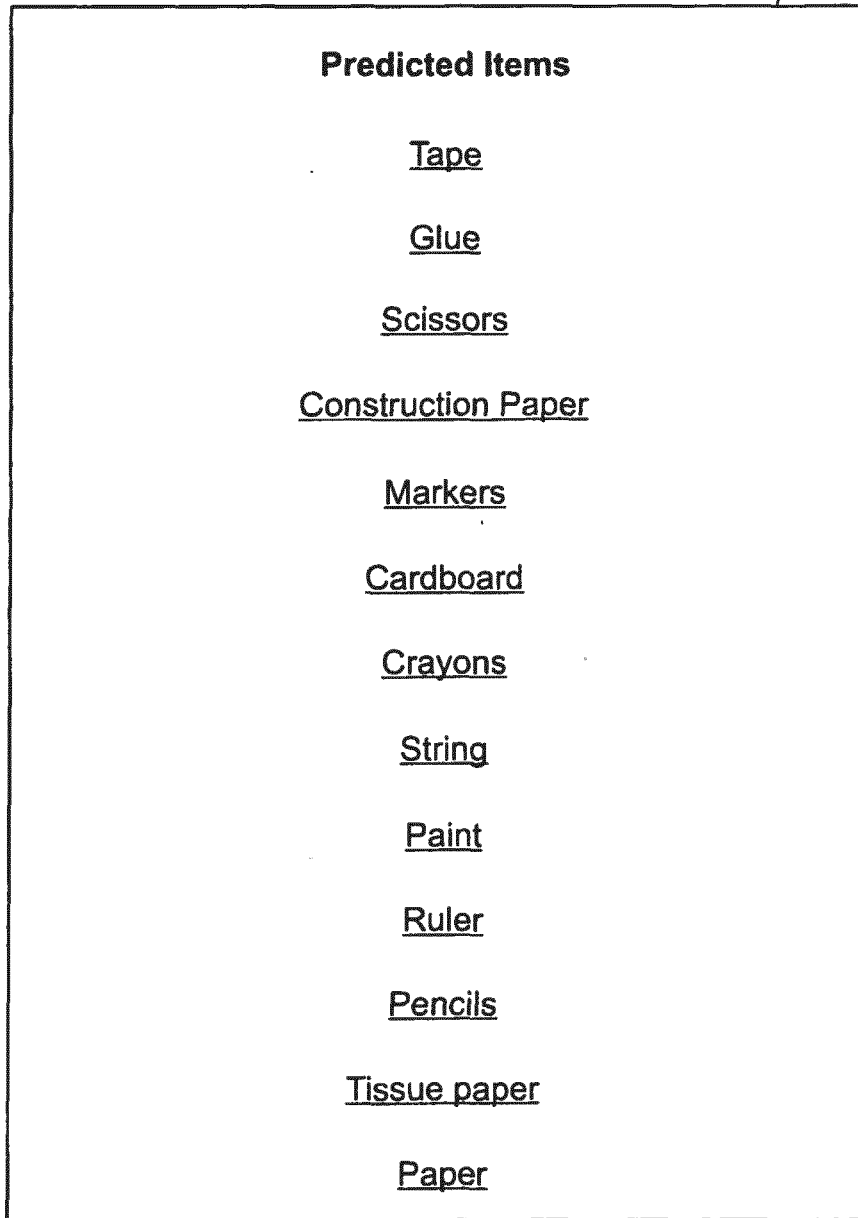 Predicted Items
Tape
Glue
Scissors
Construction Paper
Markers
Cardboard
Crayons
String
Paint
Ruler
Pencils
Tissue paper
Paper